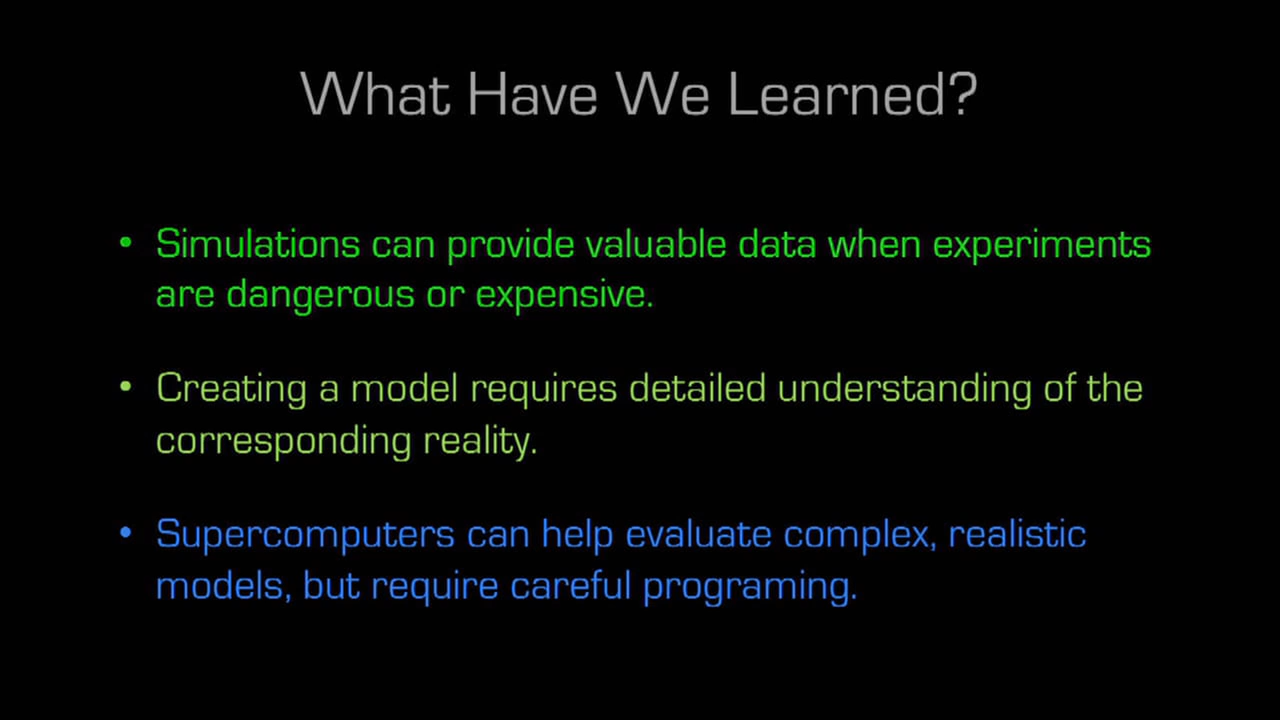 What Have We Learned?
• Simulations can provide valuable data when experiments
are dangerous or expensive.
• Creating a model requires detailed understanding of the
corresponding reality.
• Supercomputers can help evaluate complex, realistic
models, but require careful programing.